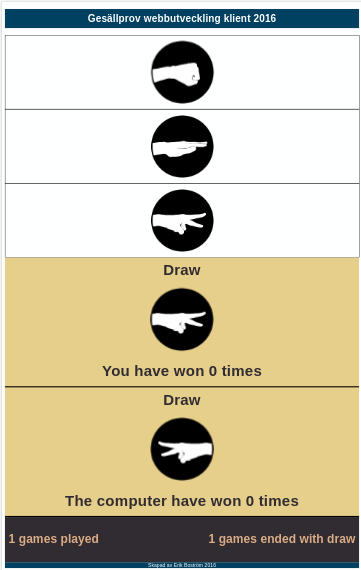 Gesällprov webbutveckling klient 2016
Draw
You have won 0 times
Draw
The computer have won 0 times
1 games played 1 games ended with draw
Skapad av Erik Boström 2016